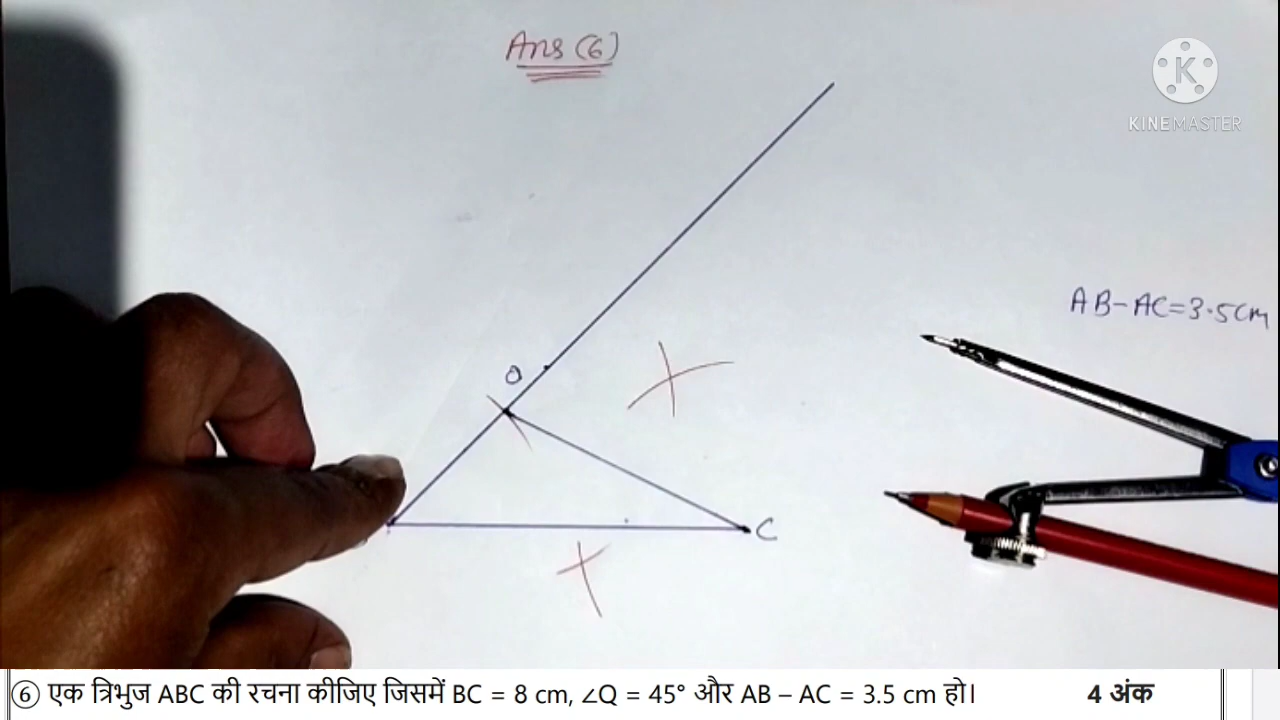 Ans (6)
KINEMASTER
AB-AC=3.5cm
C
⑥ एक त्रिभुज ABC की रचना कीजिए जिसमें BC = 8 cm, ∠Q = 45° और AB – AC = 3.5 cm हो। 4 अंक